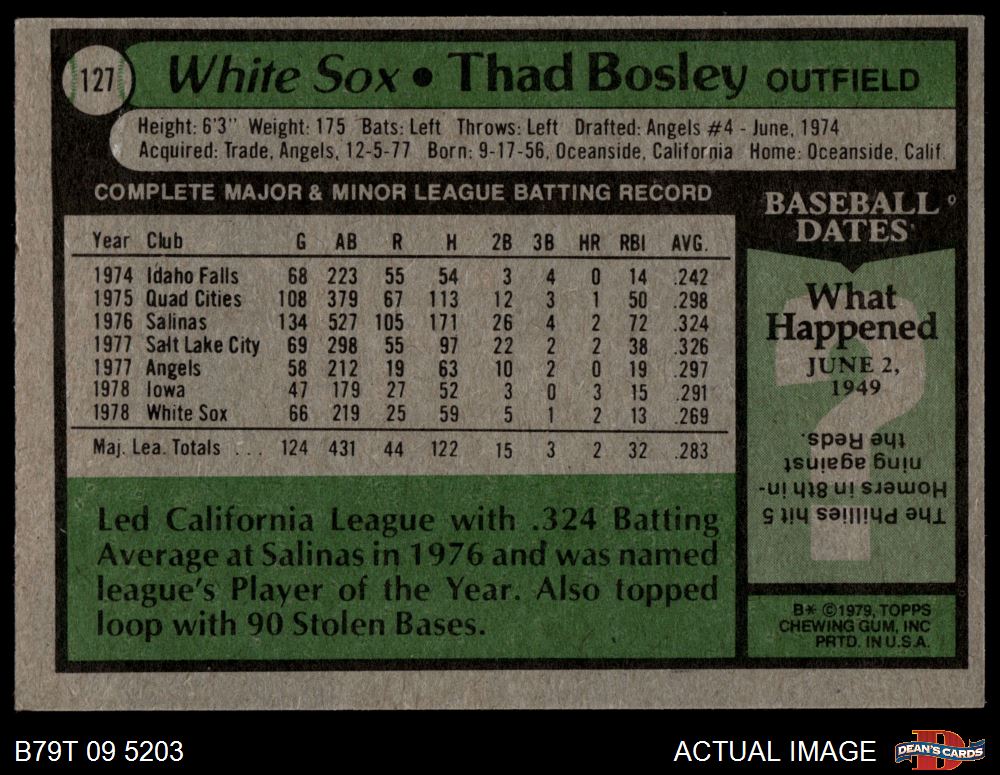 127
White Sox • Thad Bosley OUTFIELD
Height: 6'3" Weight: 175 Bats: Left Throws: Left Drafted: Angels #4 - June, 1974
Acquired: Trade, Angels, 12-5-77 Born: 9-17-56, Oceanside, California Home: Oceanside, Calif.
COMPLETE MAJOR & MINOR LEAGUE BATTING RECORD
Year Club G AB R H 2B 3B HR RBI AVG.
1974 Idaho Falls 68 223 55 54 3 4 0 14 .242
1975 Quad Cities 108 379 67 113 12 3 1 50 .298
1976 Salinas 134 527 105 171 26 4 2 72 .324
1977 Salt Lake City 69 298 55 97 22 2 2 38 .326
1977 Angels 58 212 19 63 10 2 0 19 .297
1978 Iowa 47 179 27 52 3 0 3 15 .291
1978 White Sox 66 219 25 59 5 1 2 13 .269
Maj. Lea. Totals ... 124 431 44 122 15 3 2 32 .283
Led California League with .324 Batting
Average at Salinas in 1976 and was named
league's Player of the Year. Also topped
loop with 90 Stolen Bases.
BASEBALL
DATES
What
Happened
JUNE 2,
1949
The Phillies hit 5
Homers in 8th in-
ning against
the Reds.
B* ©1979, TOPPS
CHEWING GUM, INC
PRTD. IN U.S.A.
B79T 09 5203
ACTUAL IMAGE
DEAN'S CARDS